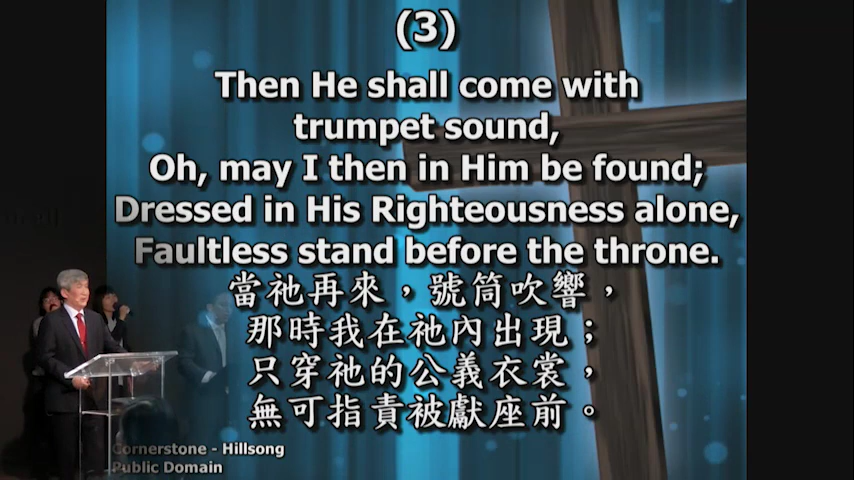 (3)
Then He shall come with
trumpet sound,
Oh, may I then in Him be found;
Dressed in His Righteousness alone,
Faultless stand before the throne.
當祂再來，號筒吹響，
那時我在祂內出現；
只穿祂的公義衣裳，
無可指責被獻座前。
Cornerstone - Hillsong
Public Domain